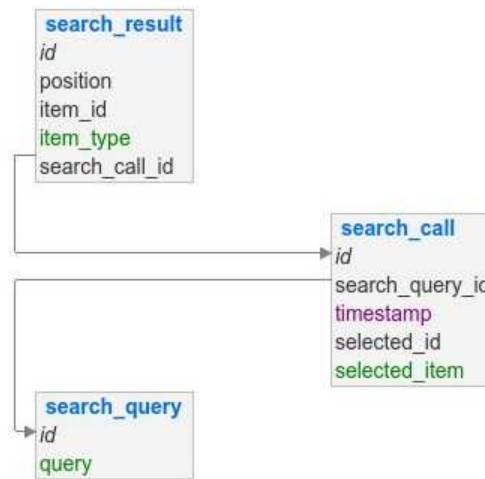 search_result
id
position
item_id
item_type
search_call_id
search_call
id
search_query_id
timestamp
selected_id
selected_item
search_query
id
query